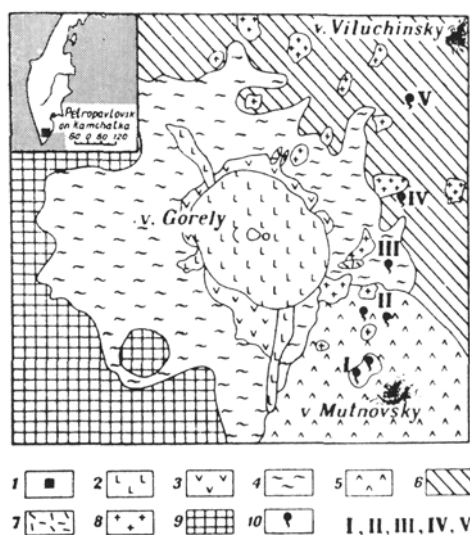 v. Viluchinsky
Petropavlovsk
on kamchatka
60 0 60 120
V
IV
v. Gorely
III
II
I
v Mutnovsky
1 2 3 4 5 6
7 8 9 10 I, II, III, IV, V